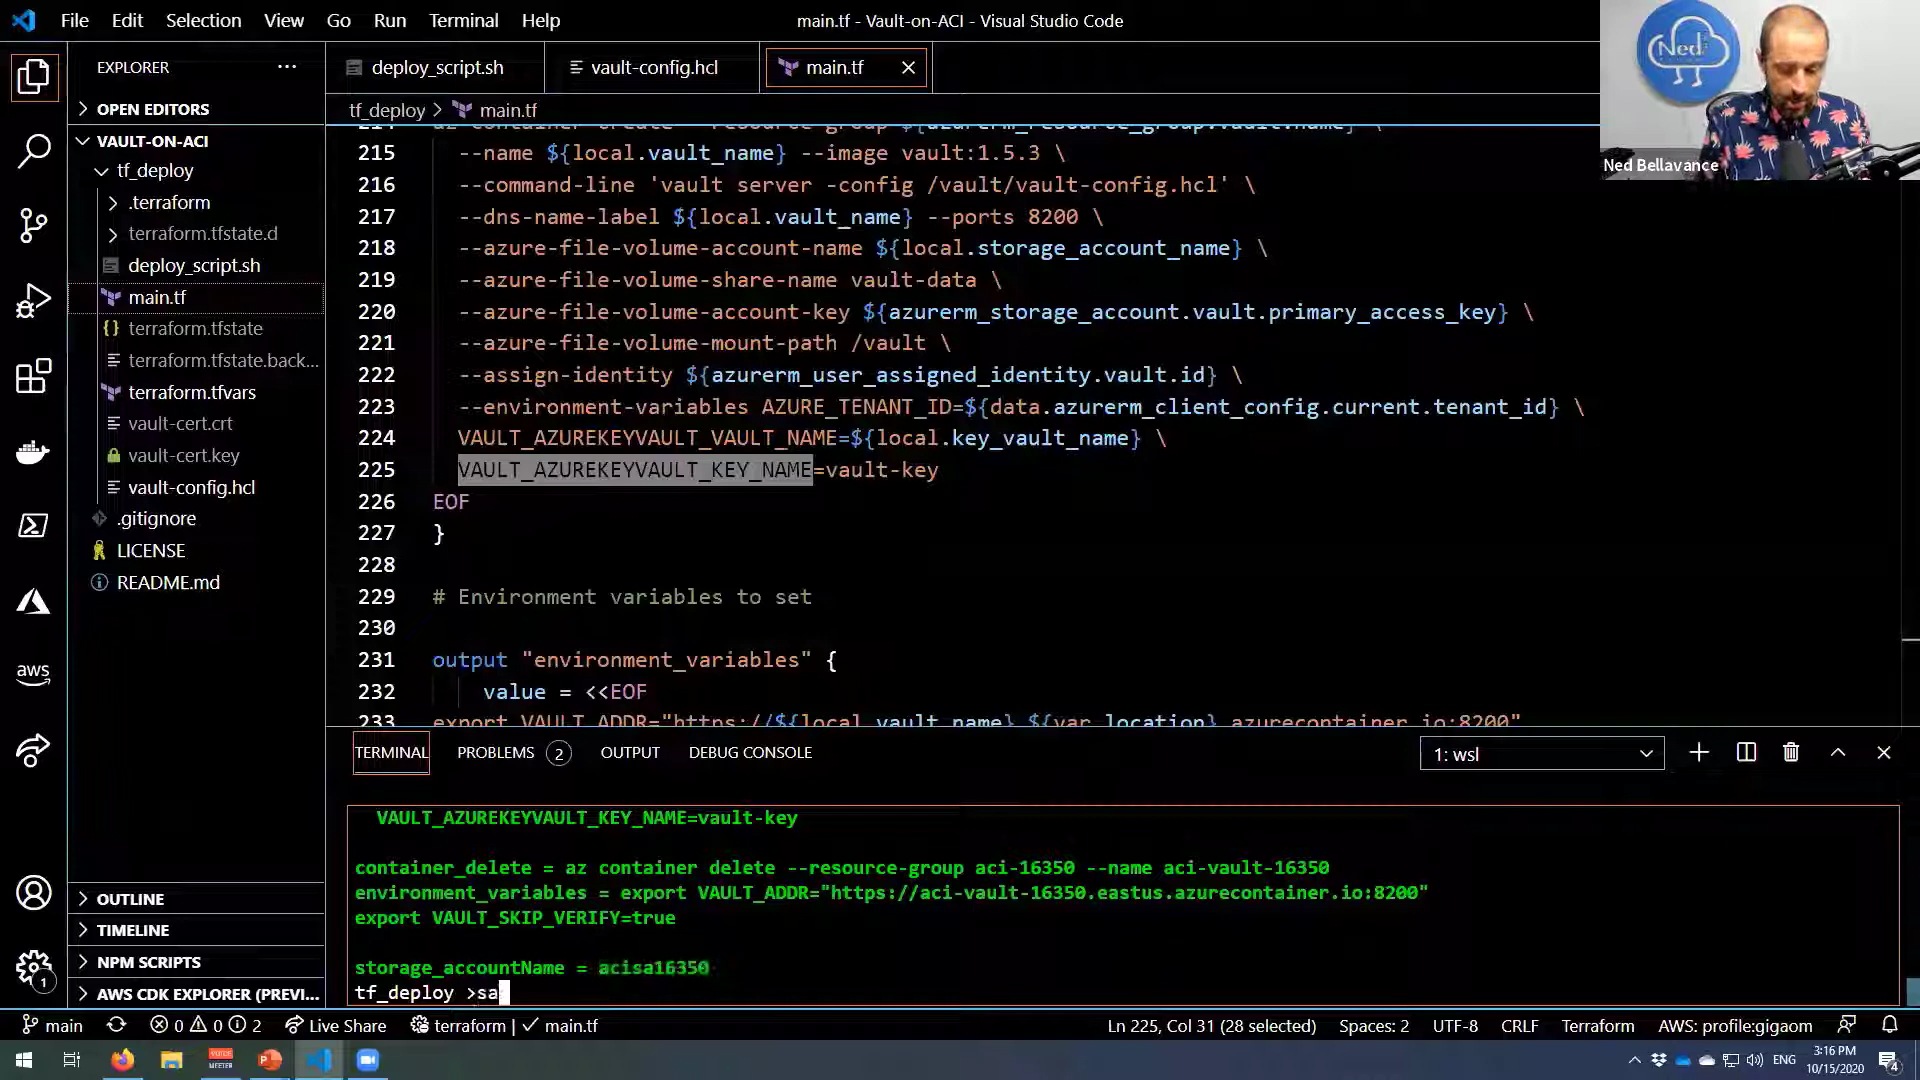 File Edit Selection View Go Run Terminal Help
main.tf - Vault-on-ACI - Visual Studio Code
Ned
Ned Bellavance
EXPLORER
OPEN EDITORS
VAULT-ON-ACI
tf_deploy
.terraform
terraform.tfstate.d
deploy_script.sh
main.tf
terraform.tfstate
terraform.tfstate.back...
terraform.tfvars
vault-cert.crt
vault-cert.key
vault-config.hcl
.gitignore
LICENSE
README.md
OUTLINE
TIMELINE
NPM SCRIPTS
AWS CDK EXPLORER (PREVI...
aws
1
deploy_script.sh vault-config.hcl main.tf
tf_deploy > main.tf
az container create --resource-group ${azurerm_resource_group.vault.name} \
215 --name ${local.vault_name} --image vault:1.5.3 \
216 --command-line 'vault server -config /vault/vault-config.hcl' \
217 --dns-name-label ${local.vault_name} --ports 8200 \
218 --azure-file-volume-account-name ${local.storage_account_name} \
219 --azure-file-volume-share-name vault-data \
220 --azure-file-volume-account-key ${azurerm_storage_account.vault.primary_access_key} \
221 --azure-file-volume-mount-path /vault \
222 --assign-identity ${azurerm_user_assigned_identity.vault.id} \
223 --environment-variables AZURE_TENANT_ID=${data.azurerm_client_config.current.tenant_id} \
224 VAULT_AZUREKEYVAULT_VAULT_NAME=${local.key_vault_name} \
225 VAULT_AZUREKEYVAULT_KEY_NAME=vault-key
226 EOF
227 }
228
229 # Environment variables to set
230
231 output "environment_variables" {
232 value = <<EOF
233 export VAULT_ADDR="https://${local.vault_name}.${var.location}.azurecontainer.io:8200"
TERMINAL PROBLEMS 2 OUTPUT DEBUG CONSOLE
1: wsl
VAULT_AZUREKEYVAULT_KEY_NAME=vault-key
container_delete = az container delete --resource-group aci-16350 --name aci-vault-16350
environment_variables = export VAULT_ADDR="https://aci-vault-16350.eastus.azurecontainer.io:8200"
export VAULT_SKIP_VERIFY=true
storage_accountName = acisa16350
tf_deploy >sa
main 0 0 2 Live Share terraform | main.tf
Ln 225, Col 31 (28 selected) Spaces: 2 UTF-8 CRLF Terraform AWS: profile:gigaom
ENG
3:16 PM
10/15/2020
4